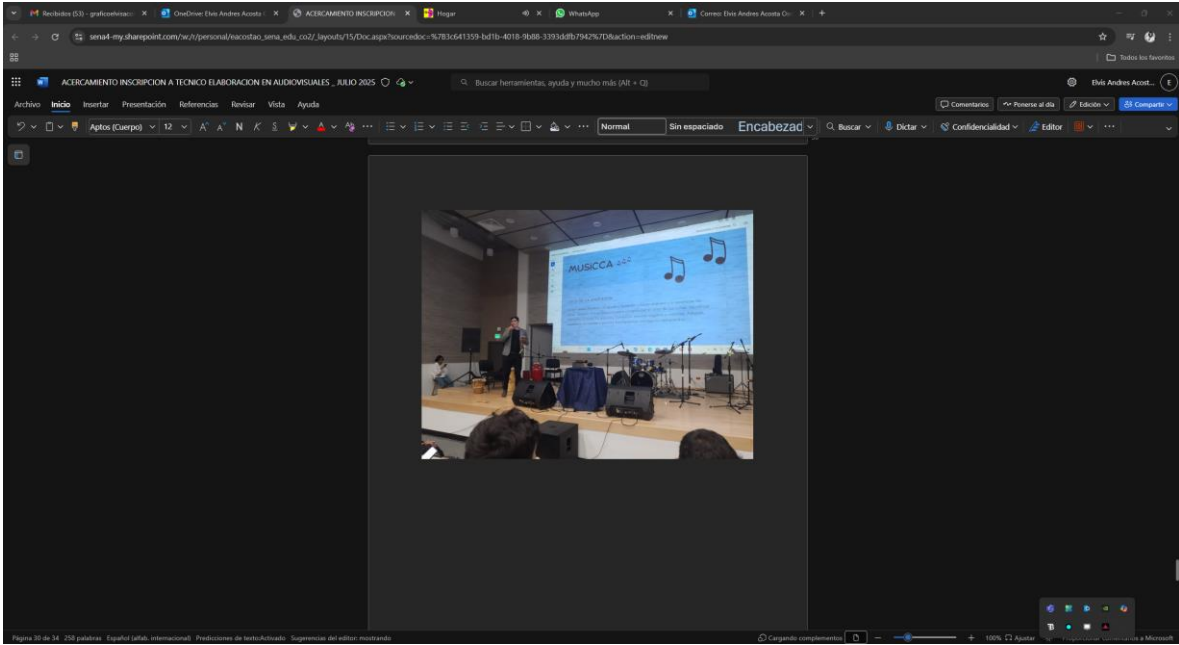 Recibidos (53) - graficoelvisaco
OneDrive: Elvis Andres Acosta
ACERCAMIENTO INSCRIPCION
Hogar
WhatsApp
Correo: Elvis Andres Acosta
sena4-my.sharepoint.com/:w:/r/personal/eacostao_sena_edu_co2/_layouts/15/Doc.aspx?sourcedoc=%7B3c641359-bd1b-4018-9b88-3393ddfb7942%7D&action=editnew
Todos los favoritos
ACERCAMIENTO INSCRIPCION A TECNICO ELABORACION EN AUDIOVISUALES _ JULIO 2025
Buscar herramientas, ayuda y mucho más (Alt + Q)
Elvis Andres Acost...
E
Archivo Inicio Insertar Presentación Referencias Revisar Vista Ayuda
Comentarios Ponerse al día Edición Compartir
Aptos (Cuerpo) 12 N K S Normal Sin espaciado Encabezad Buscar Dictar Confidencialidad Editor
MUSICCA
Página 30 de 34 258 palabras Español (alfab. internacional) Predicciones de texto:Activado Sugerencias del editor: mostrando
Cargando complementos 100% Ajustar a Microsoft